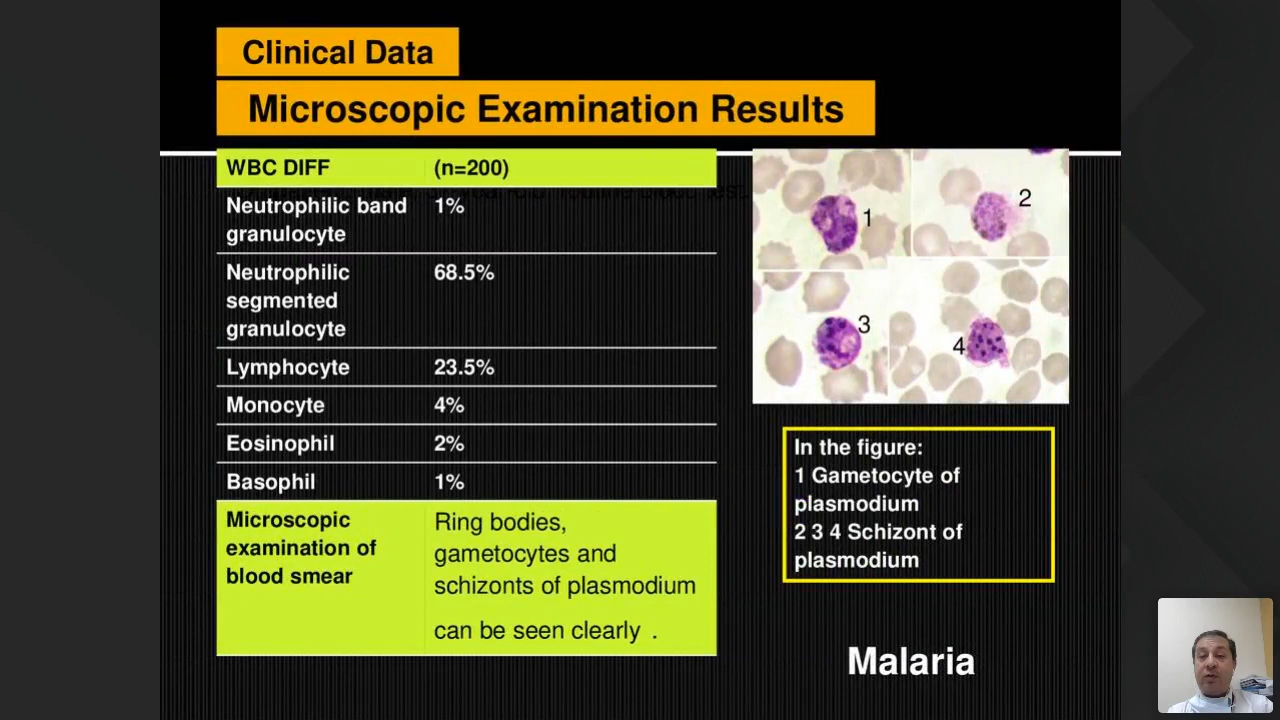 Clinical Data
Microscopic Examination Results
WBC DIFF (n=200)
Neutrophilic band 1%
granulocyte
Neutrophilic 68.5%
segmented
granulocyte
Lymphocyte 23.5%
Monocyte 4%
Eosinophil 2%
Basophil 1%
Microscopic
examination of
blood smear
Ring bodies,
gametocytes and
schizonts of plasmodium
can be seen clearly .
1
2
3
4
In the figure:
1 Gametocyte of
plasmodium
2 3 4 Schizont of
plasmodium
Malaria